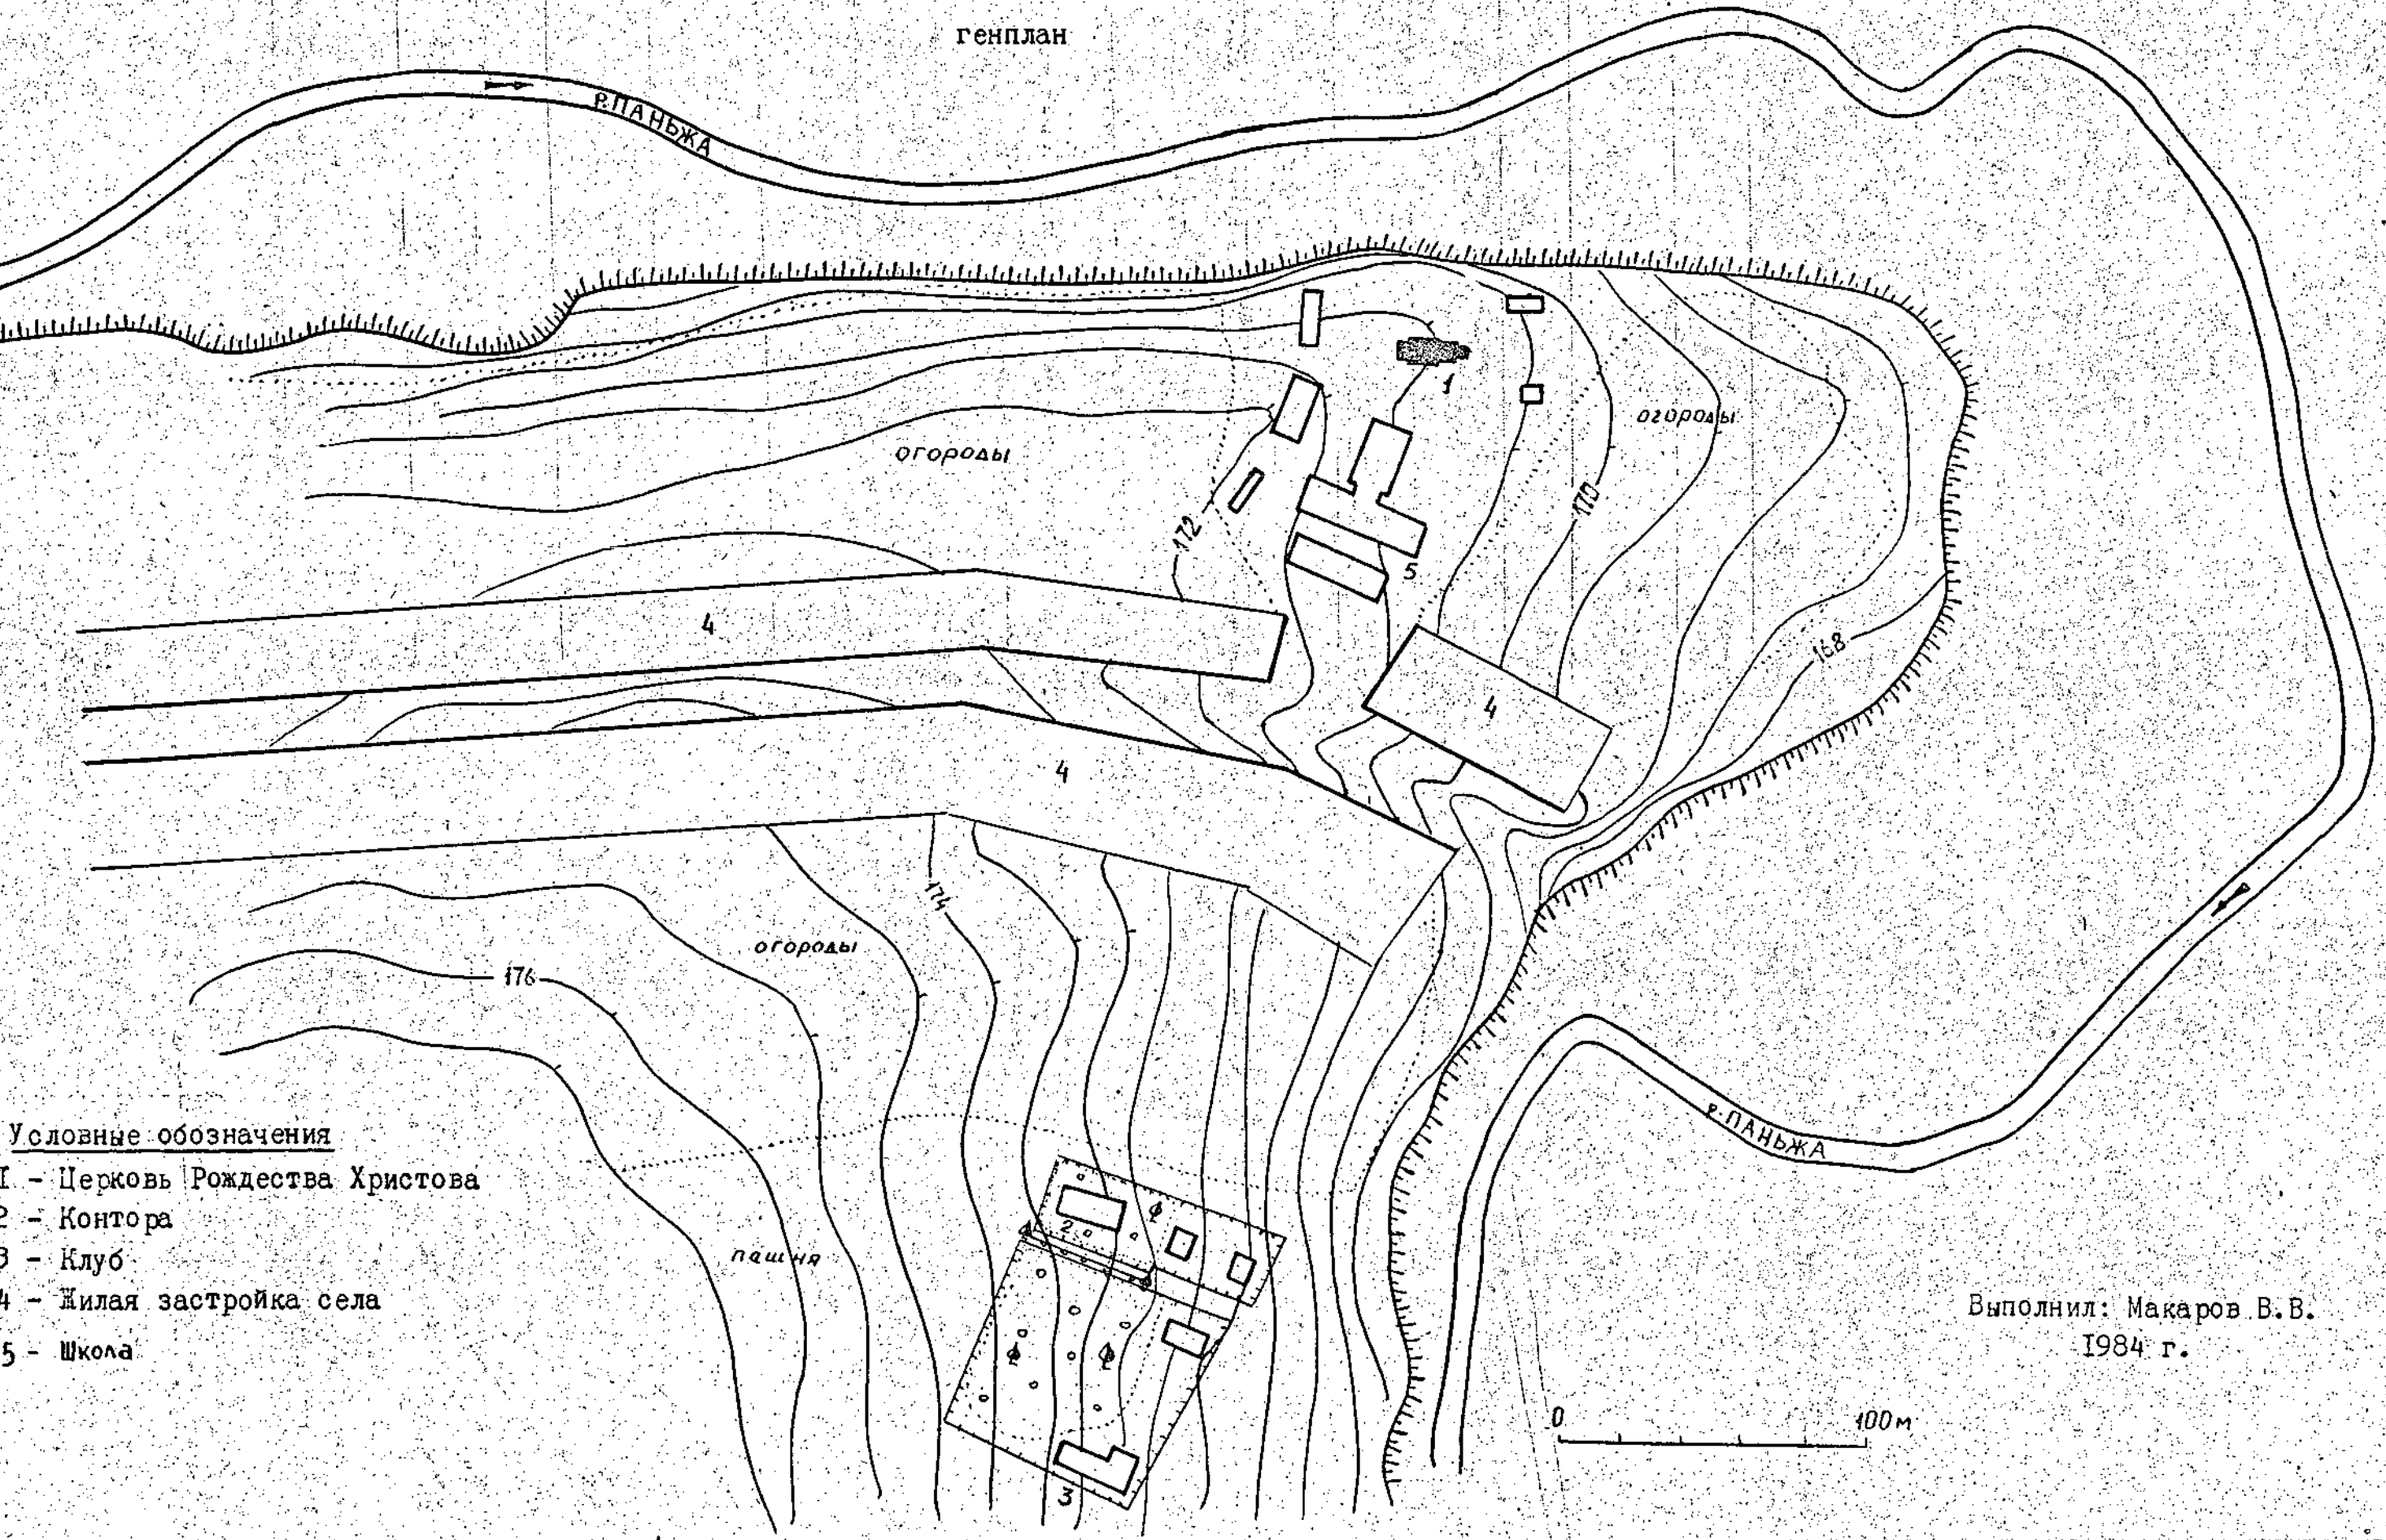 генплан
р.ПАНЬЖА
1
огороды
огороды
170
172
5
4
168
4
4
174
огороды
176
р.ПАНЬЖА
Условные обозначения
I - Церковь Рождества Христова
2 - Контора
3 - Клуб
4 - Жилая застройка села
5 - Школа
2
пашня
Выполнил: Макаров В.В.
1984 г.
0 100м
3